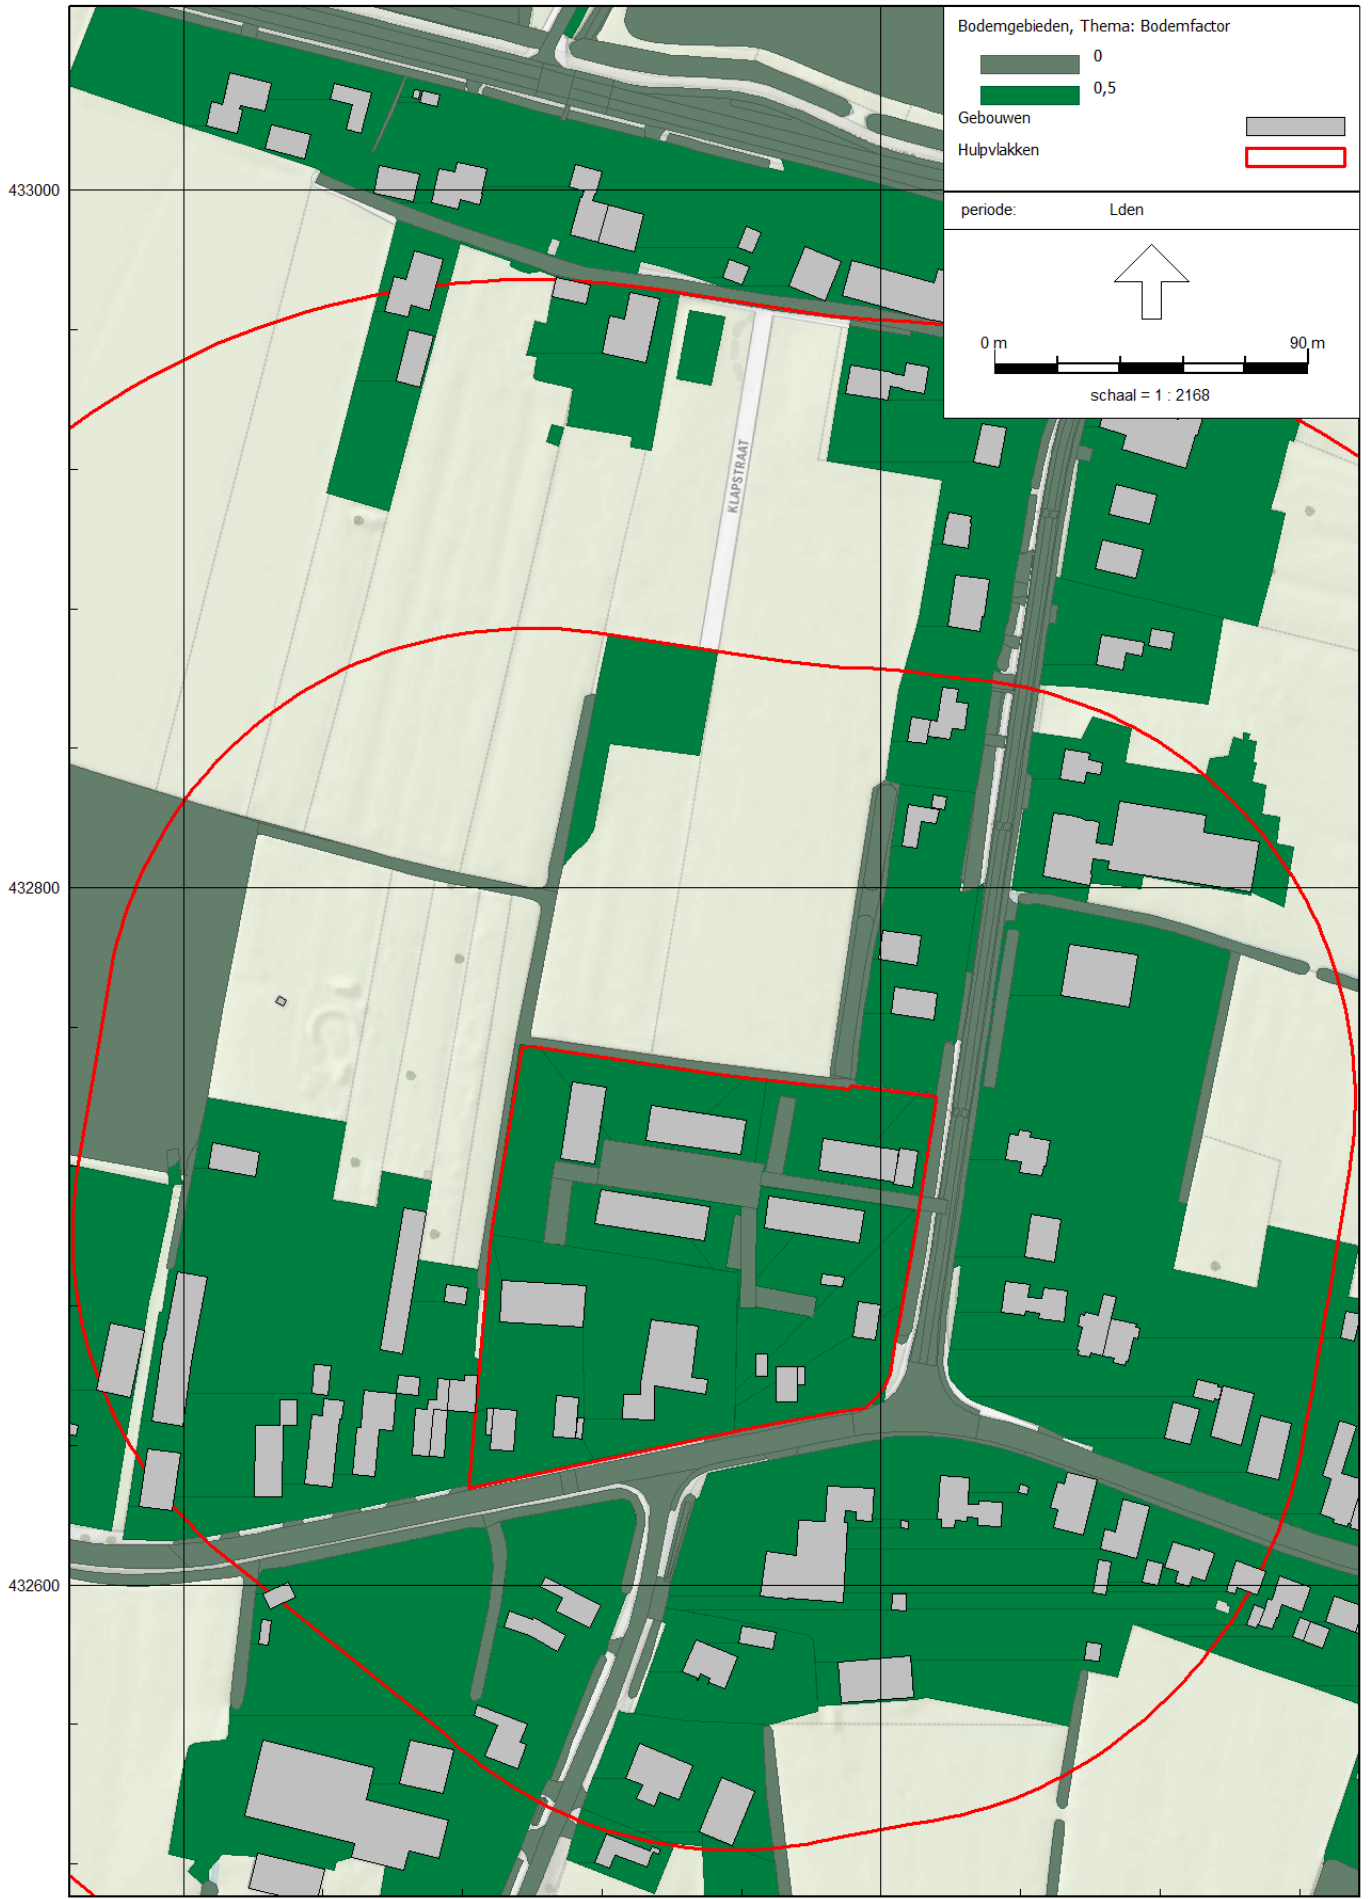 Bodemgebieden, Thema: Bodemfactor
0
0,5
Gebouwen
Hulpvlakken
periode: Lden
0 m 90 m
schaal = 1 : 2168
433000
KLAPSTRAAT
432800
432600